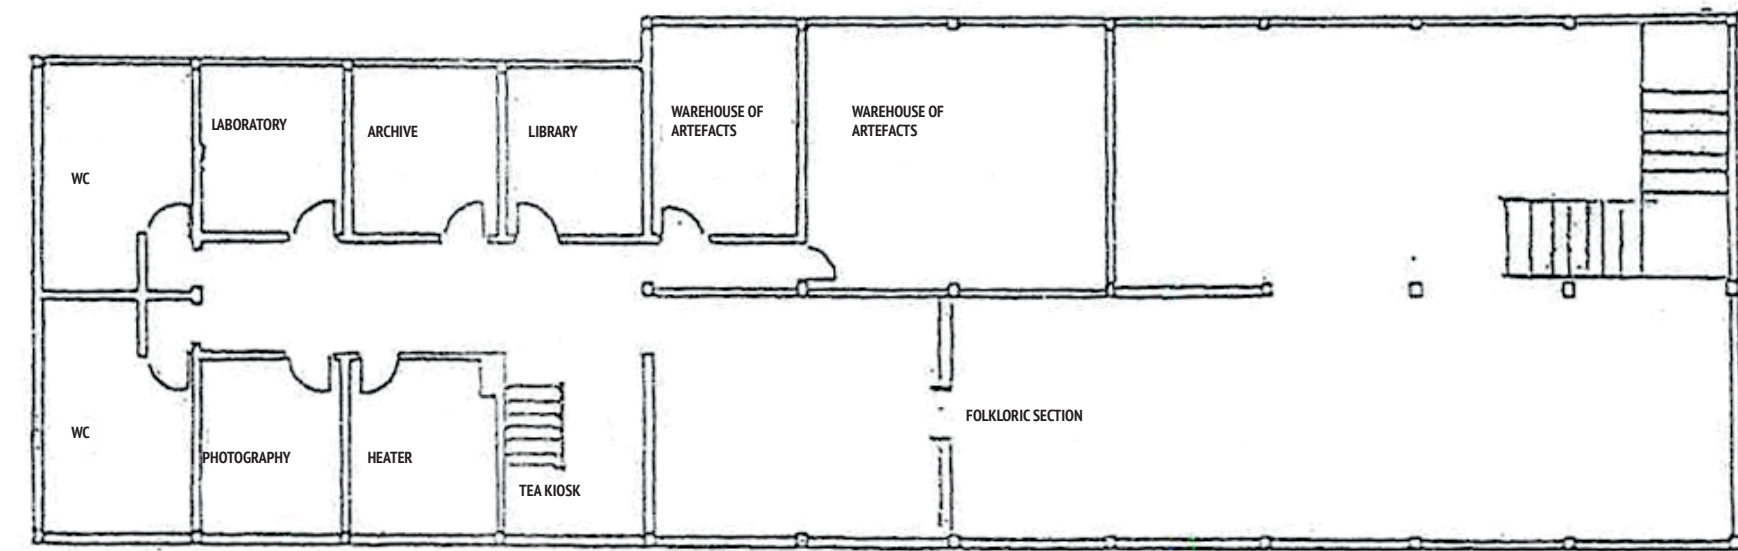 LABORATORY
ARCHIVE
LIBRARY
WAREHOUSE OF
ARTEFACTS
WAREHOUSE OF
ARTEFACTS
WC
WC
PHOTOGRAPHY
HEATER
TEA KIOSK
FOLKLORIC SECTION